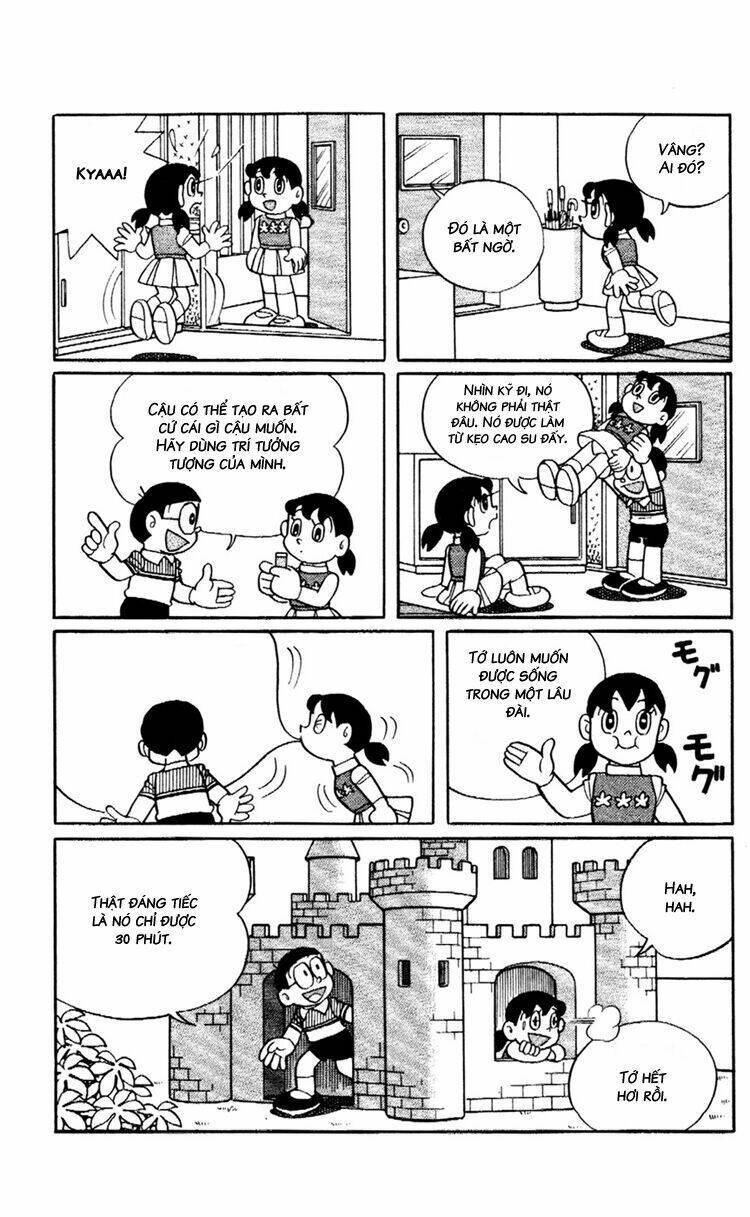 VÂNG?
AI ĐÓ?
ĐÓ LÀ MỘT
BẤT NGỜ.
KYAAA!
NHÌN KỸ ĐI, NÓ
KHÔNG PHẢI THẬT
ĐÂU. NÓ ĐƯỢC LÀM
TỪ KẸO CAO SU ĐẤY.
CẬU CÓ THỂ TẠO RA BẤT
CỨ CÁI GÌ CẬU MUỐN.
HÃY DÙNG TRÍ TƯỞNG
TƯỢNG CỦA MÌNH.
モグ
モグ
TỚ LUÔN MUỐN
ĐƯỢC SỐNG
TRONG MỘT LÂU
ĐÀI.
HAH,
HAH.
TỚ HẾT
HƠI RỒI.
THẬT ĐÁNG TIẾC
LÀ NÓ CHỈ ĐƯỢC
30 PHÚT.